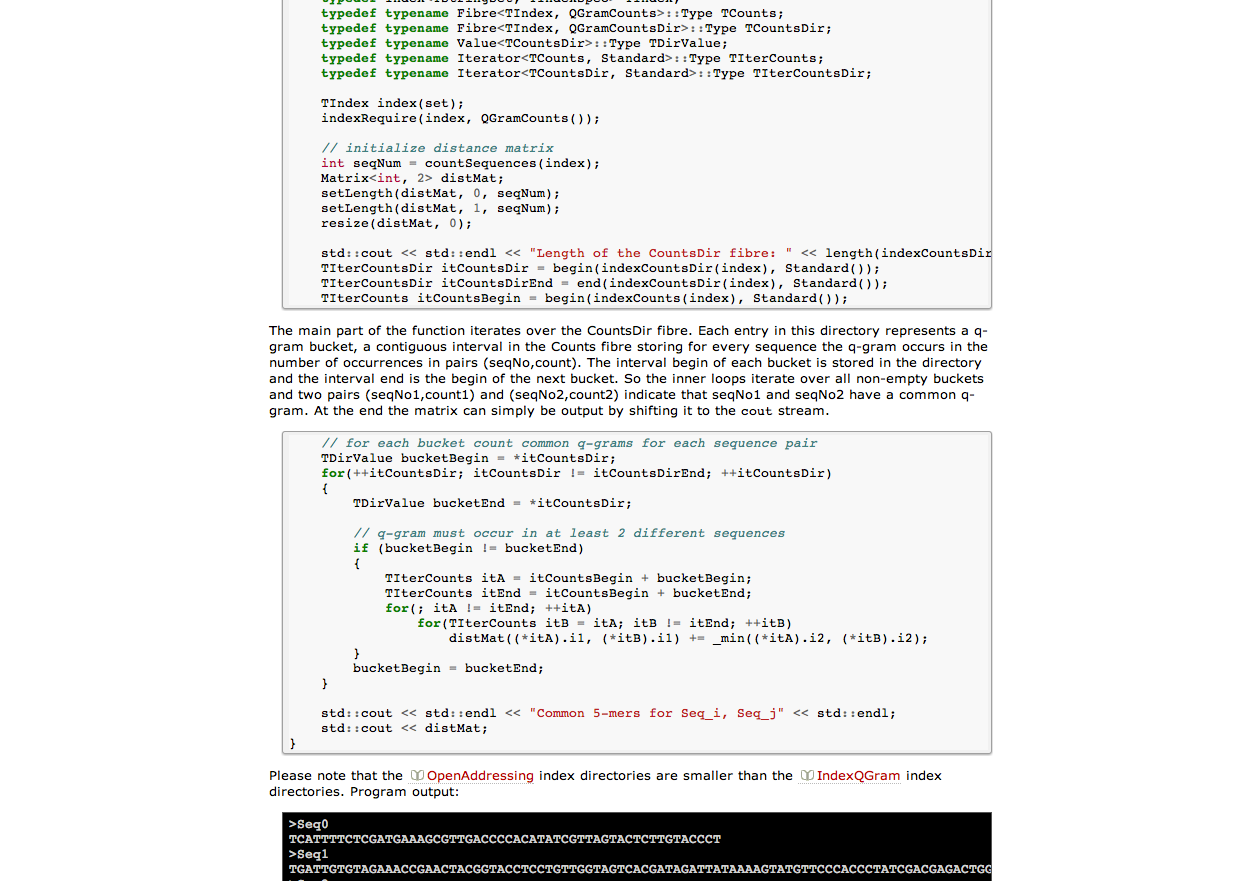 typedef typename Fibre<TIndex, QGramCounts>::Type TCounts;
typedef typename Fibre<TIndex, QGramCountsDir>::Type TCountsDir;
typedef typename Value<TCountsDir>::Type TDirValue;
typedef typename Iterator<TCounts, Standard>::Type TIterCounts;
typedef typename Iterator<TCountsDir, Standard>::Type TIterCountsDir;
TIndex index(set);
indexRequire(index, QGramCounts());
// initialize distance matrix
int seqNum = countSequences(index);
Matrix<int, 2> distMat;
setLength(distMat, 0, seqNum);
setLength(distMat, 1, seqNum);
resize(distMat, 0);
std::cout << std::endl << "Length of the CountsDir fibre: " << length(indexCountsDir
TIterCountsDir itCountsDir = begin(indexCountsDir(index), Standard());
TIterCountsDir itCountsDirEnd = end(indexCountsDir(index), Standard());
TIterCounts itCountsBegin = begin(indexCounts(index), Standard());
The main part of the function iterates over the CountsDir fibre. Each entry in this directory represents a q-
gram bucket, a contiguous interval in the Counts fibre storing for every sequence the q-gram occurs in the
number of occurrences in pairs (seqNo,count). The interval begin of each bucket is stored in the directory
and the interval end is the begin of the next bucket. So the inner loops iterate over all non-empty buckets
and two pairs (seqNo1,count1) and (seqNo2,count2) indicate that seqNo1 and seqNo2 have a common q-
gram. At the end the matrix can simply be output by shifting it to the cout stream.
// for each bucket count common q-grams for each sequence pair
TDirValue bucketBegin = *itCountsDir;
for(++itCountsDir; itCountsDir != itCountsDirEnd; ++itCountsDir)
{
TDirValue bucketEnd = *itCountsDir;
// q-gram must occur in at least 2 different sequences
if (bucketBegin != bucketEnd)
{
TIterCounts itA = itCountsBegin + bucketBegin;
TIterCounts itEnd = itCountsBegin + bucketEnd;
for(; itA != itEnd; ++itA)
for(TIterCounts itB = itA; itB != itEnd; ++itB)
distMat((*itA).i1, (*itB).i1) += _min((*itA).i2, (*itB).i2);
}
bucketBegin = bucketEnd;
}
std::cout << std::endl << "Common 5-mers for Seq_i, Seq_j" << std::endl;
std::cout << distMat;
}
Please note that the OpenAddressing index directories are smaller than the IndexQGram index
directories. Program output:
>Seq0
TCATTTTCTCGATGAAAGCGTTGACCCCACATATCGTTAGTACTCTTGTACCCT
>Seq1
TGATTGTGTAGAAACCGAACTACGGTACCTCCTGTTGGTAGTCACGATAGATTATAAAAGTATGTTCCCACCCTATCGACGAGACTGG